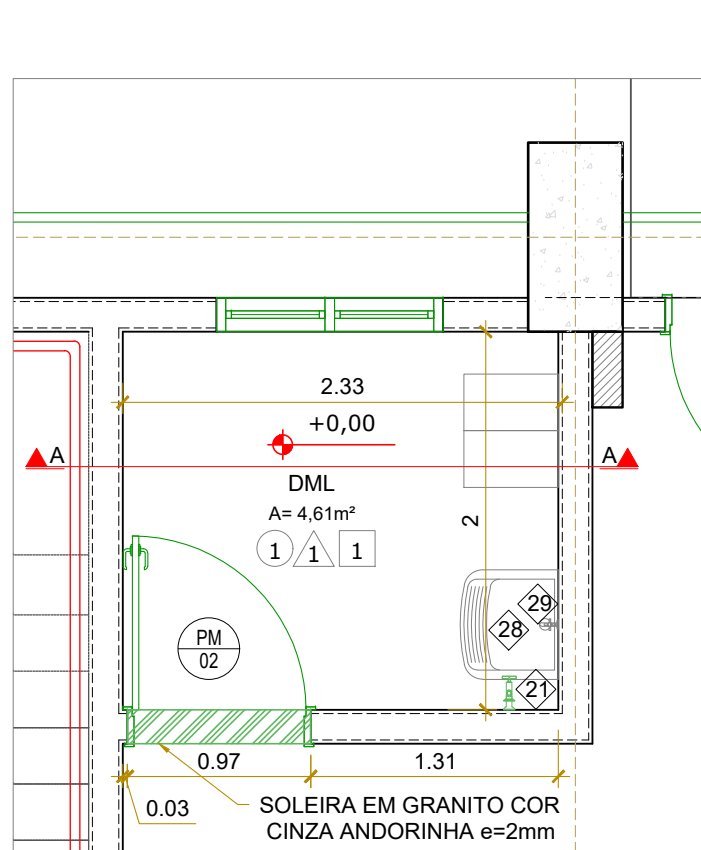 2.33
+0,00
A
A
DML
A= 4,61m²
1
1
1
2
29
28
PM
02
21
0.97
1.31
0.03
SOLEIRA EM GRANITO COR
CINZA ANDORINHA e=2mm